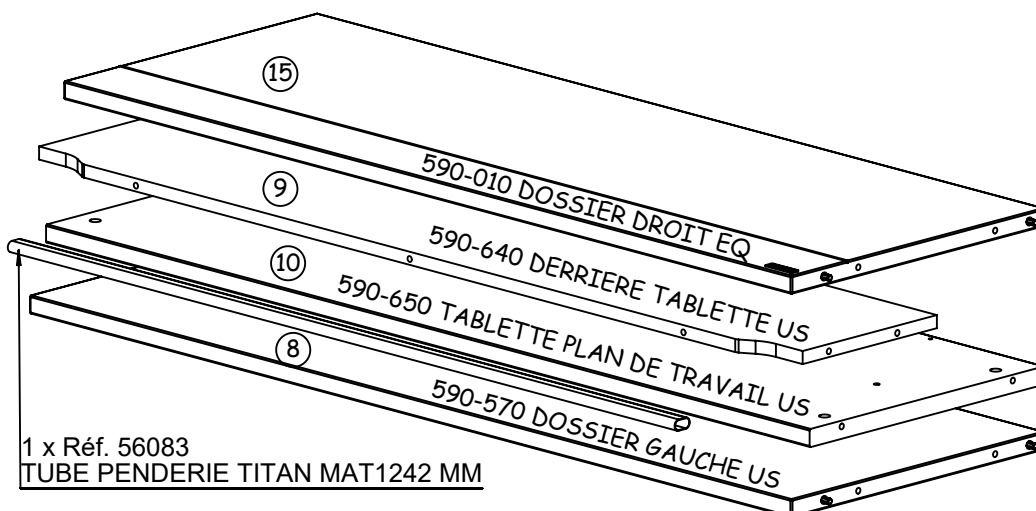 15
590-010 DOSSIER DROIT EQ
9
590-640 DERRIERE TABLETTE US
10
590-650 TABLETTE PLAN DE TRAVAIL US
8
590-570 DOSSIER GAUCHE US
1 x Réf. 56083
TUBE PENDERIE TITAN MAT1242 MM